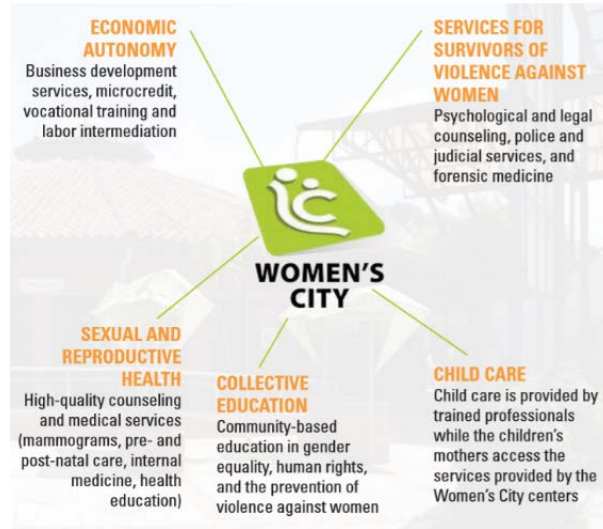 ECONOMIC
AUTONOMY
Business development
services, microcredit,
vocational training and
labor intermediation
SERVICES FOR
SURVIVORS OF
VIOLENCE AGAINST
WOMEN
Psychological and legal
counseling, police and
judicial services, and
forensic medicine
WOMEN'S
CITY
SEXUAL AND
REPRODUCTIVE
HEALTH
High-quality counseling
and medical services
(mammograms, pre- and
post-natal care, internal
medicine, health
education)
COLLECTIVE
EDUCATION
Community-based
education in gender
equality, human rights,
and the prevention of
violence against women
CHILD CARE
Child care is provided by
trained professionals
while the children's
mothers access the
services provided by the
Women's City centers